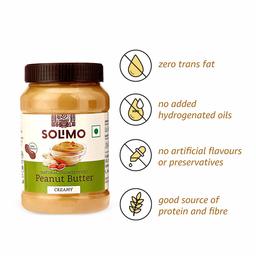 SOLIMO
Peanut Butter
CREAMY
zero trans fat
no added
hydrogenated oils
no artificial flavours
or preservatives
good source of
protein and fibre